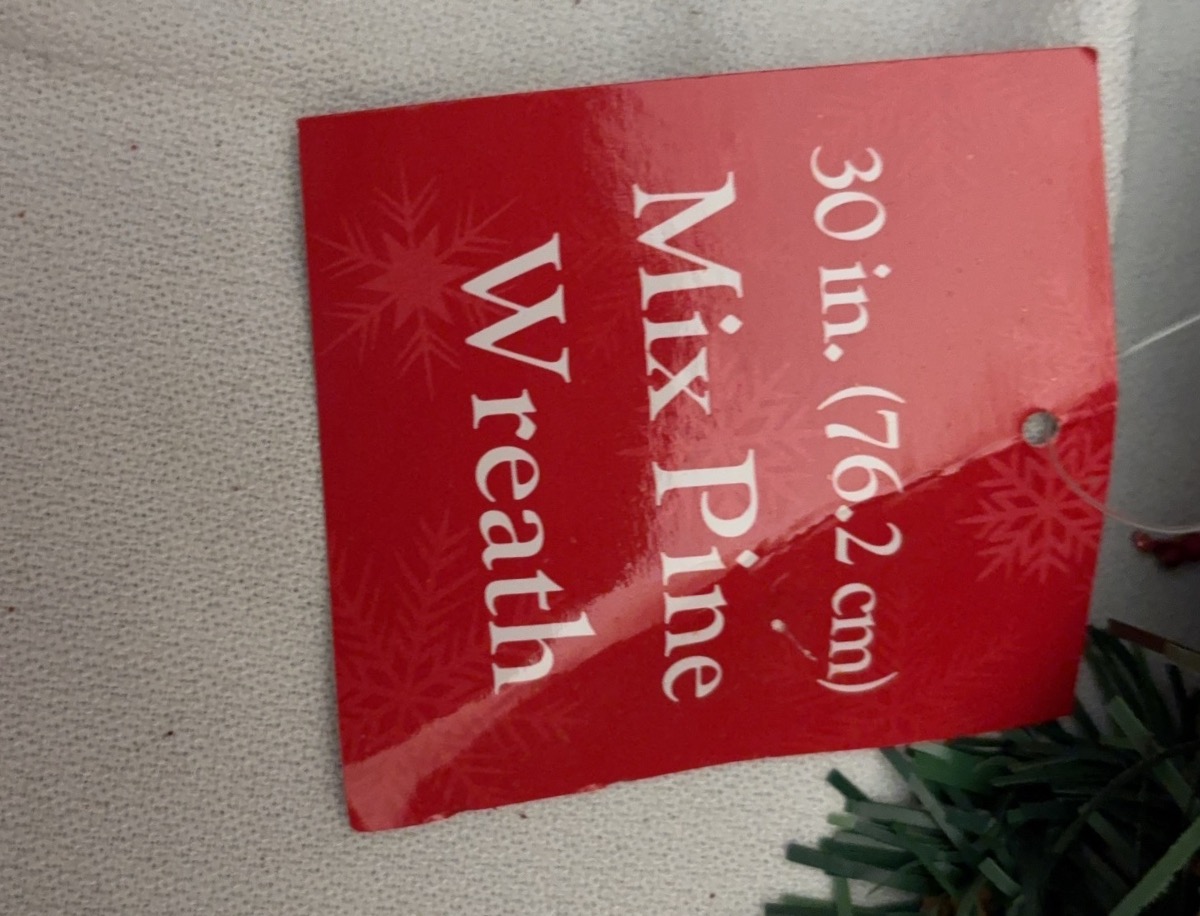 30 in. (76.2 cm)
Mix Pine
Wreath